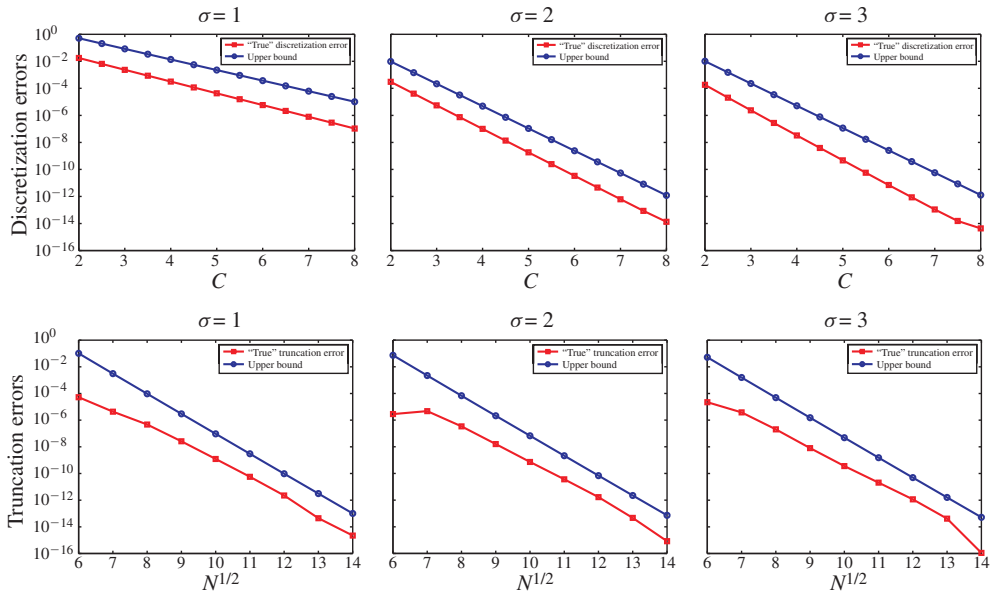 σ = 1
σ = 2
σ = 3
Discretization errors
10^0
10^−2
10^−4
10^−6
10^−8
10^−10
10^−12
10^−14
10^−16
"True" discretization error
Upper bound
2 3 4 5 6 7 8
C
"True" discretization error
Upper bound
2 3 4 5 6 7 8
C
"True" discretization error
Upper bound
2 3 4 5 6 7 8
C
σ = 1
σ = 2
σ = 3
Truncation errors
10^0
10^−2
10^−4
10^−6
10^−8
10^−10
10^−12
10^−14
10^−16
"True" truncation error
Upper bound
6 7 8 9 10 11 12 13 14
N^1/2
"True" truncation error
Upper bound
6 7 8 9 10 11 12 13 14
N^1/2
"True" truncation error
Upper bound
6 7 8 9 10 11 12 13 14
N^1/2